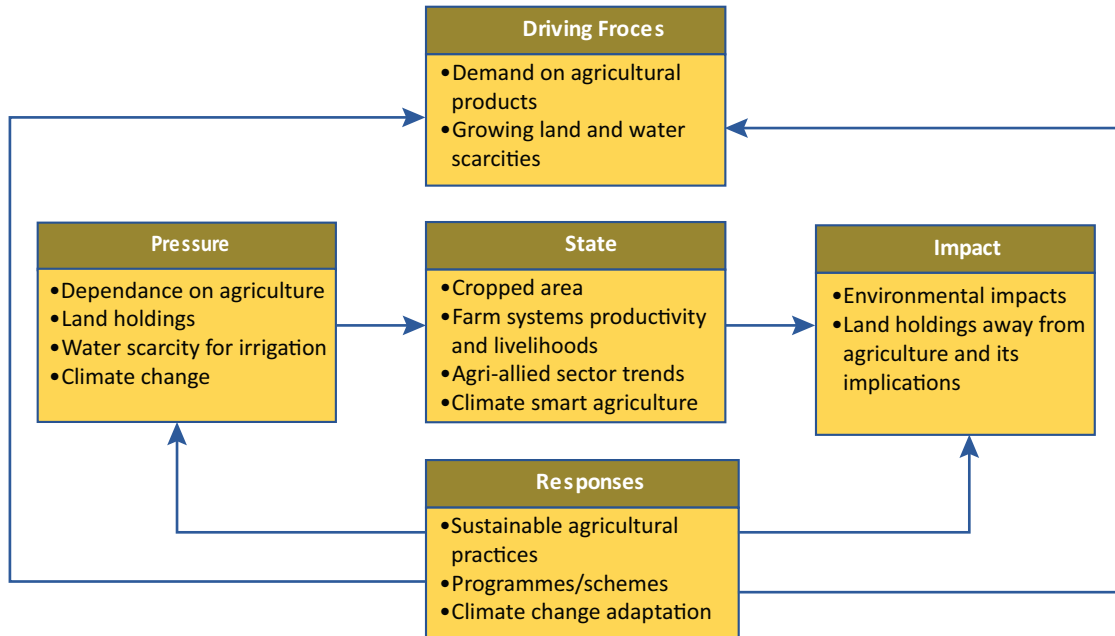 Driving Froces
•Demand on agricultural
products
•Growing land and water
scarcities
Pressure
•Dependance on agriculture
•Land holdings
•Water scarcity for irrigation
•Climate change
State
•Cropped area
•Farm systems productivity
and livelihoods
•Agri-allied sector trends
•Climate smart agriculture
Impact
•Environmental impacts
•Land holdings away from
agriculture and its
implications
Responses
•Sustainable agricultural
practices
•Programmes/schemes
•Climate change adaptation